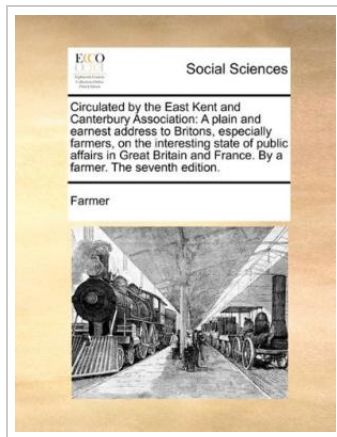 ECCO
Social Sciences
Circulated by the East Kent and
Canterbury Association: A plain and
earnest address to Britons, especially
farmers, on the interesting state of public
affairs in Great Britain and France. By a
farmer. The seventh edition.
Farmer